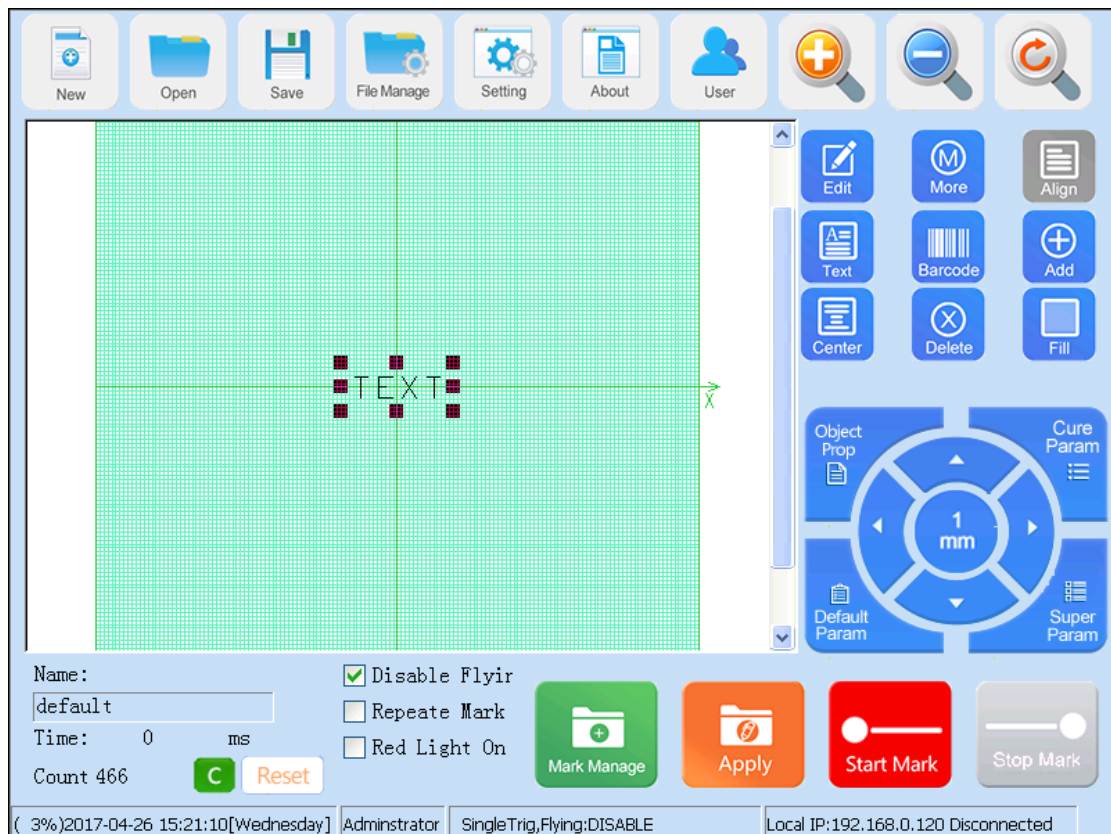 New Open Save File Manage Setting About User
Edit More Align
A= Text Barcode Add
Center Delete Fill
TEXT
X
Object Prop
Cure Param
1 mm
Default Param
Super Param
Name:
default
Time: 0 ms
Count 466 C Reset
Disable Flyir
Repeate Mark
Red Light On
Mark Manage Apply Start Mark Stop Mark
( 3%)2017-04-26 15:21:10[Wednesday] Adminstrator SingleTrig,Flying:DISABLE Local IP:192.168.0.120 Disconnected